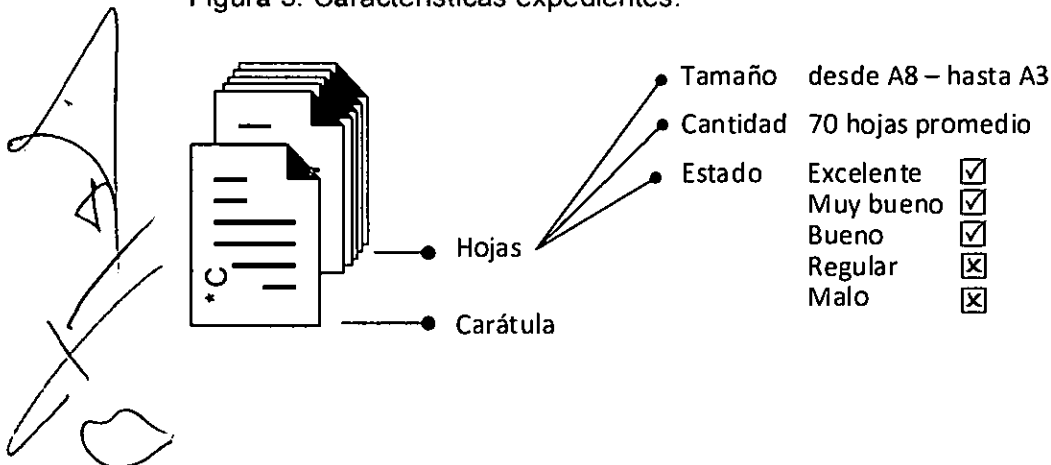 Figura 3. Características expedientes.
Tamaño desde A8 – hasta A3
Cantidad 70 hojas promedio
Estado Excelente ☑
Muy bueno ☑
Bueno ☑
Regular ☒
Malo ☒
Hojas
Carátula
*C